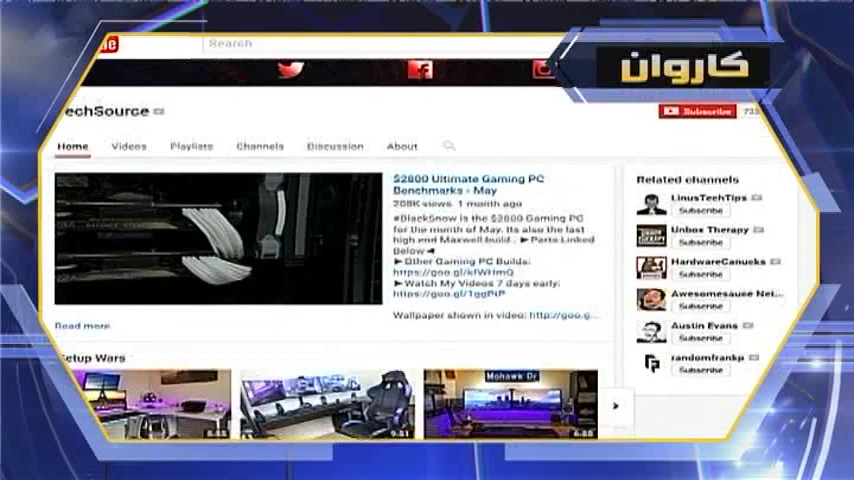 Search
کاروان
echSource
Subscribe
Home Videos Playlists Channels Discussion About
$2800 Ultimate Gaming PC
Benchmarks - May
208K views 1 month ago
#BlackSnow is the $2800 Gaming PC
for the month of May. Its also the last
high end Maxwell build. ► Parts Linked
Below ◄
► Other Gaming PC Builds:
https://goo.gl/kfWHmQ
► Watch My Videos 7 days early:
https://goo.gl/1ggPtP
Wallpaper shown in video: http://goo.g...
Read more
Related channels
LinusTechTips
Subscribe
Unbox Therapy
Subscribe
HardwareCanucks
Subscribe
Awesomesauce Net...
Subscribe
Austin Evans
Subscribe
randomfrankp
Subscribe
Setup Wars
Mohawk Dr